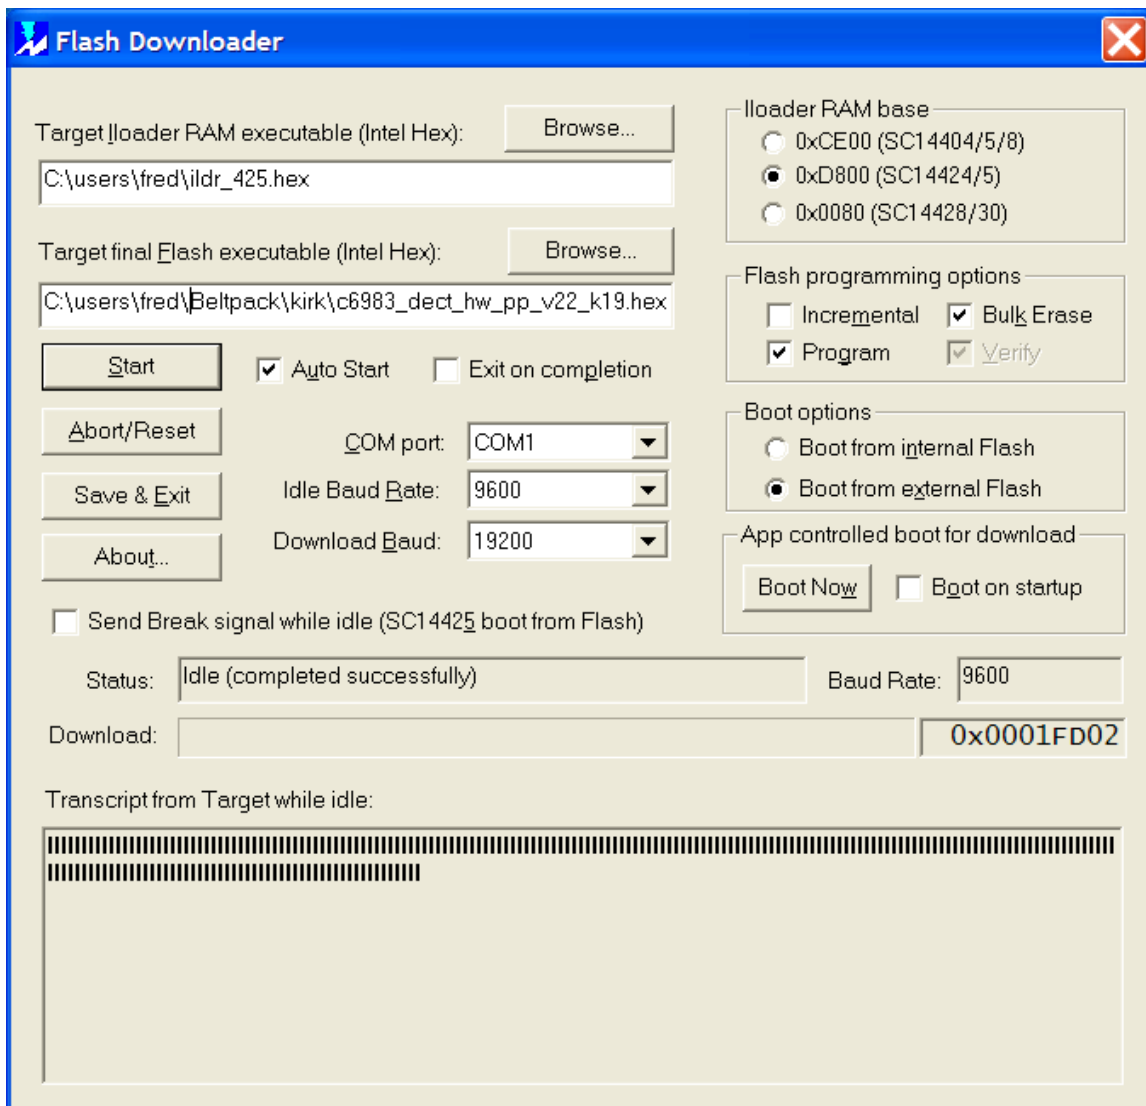 Flash Downloader
Target Iloader RAM executable (Intel Hex):
Browse...
C:\users\fred\ildr_425.hex
Target final Flash executable (Intel Hex):
Browse...
C:\users\fred\Beltpack\kirk\c6983_dect_hw_pp_v22_k19.hex
Start
Auto Start
Exit on completion
Abort/Reset
COM port:
COM1
Save & Exit
Idle Baud Rate:
9600
About...
Download Baud:
19200
Send Break signal while idle (SC14425 boot from Flash)
Iloader RAM base
0xCE00 (SC14404/5/8)
0xD800 (SC14424/5)
0x0080 (SC14428/30)
Flash programming options
Incremental
Bulk Erase
Program
Verify
Boot options
Boot from internal Flash
Boot from external Flash
App controlled boot for download
Boot Now
Boot on startup
Status:
Idle (completed successfully)
Baud Rate:
9600
Download:
0x0001FD02
Transcript from Target while idle: